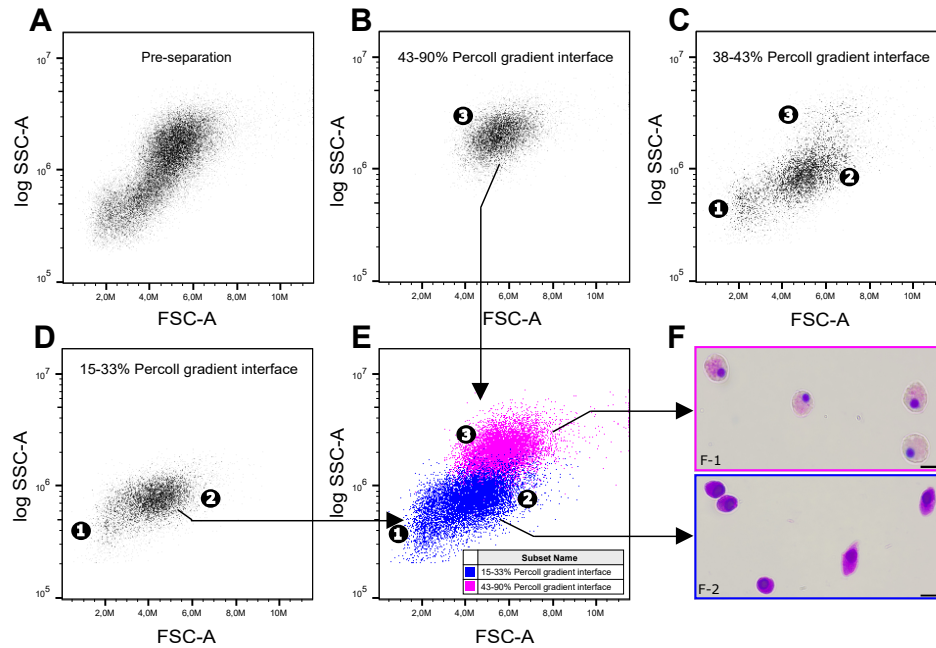 A
Pre-separation
log SSC-A
10⁷
10⁶
10⁵
2,0M 4,0M 6,0M 8,0M 10M
FSC-A
B
43-90% Percoll gradient interface
log SSC-A
10⁷
10⁶
10⁵
3
2,0M 4,0M 6,0M 8,0M 10M
FSC-A
C
38-43% Percoll gradient interface
log SSC-A
10⁷
10⁶
10⁵
3
2
1
2,0M 4,0M 6,0M 8,0M 10M
FSC-A
D
15-33% Percoll gradient interface
log SSC-A
10⁷
10⁶
10⁵
2
1
2,0M 4,0M 6,0M 8,0M 10M
FSC-A
E
log SSC-A
10⁷
10⁶
10⁵
3
2
1
Subset Name
15-33% Percoll gradient interface
43-90% Percoll gradient interface
2,0M 4,0M 6,0M 8,0M 10M
FSC-A
F
F-1
F-2